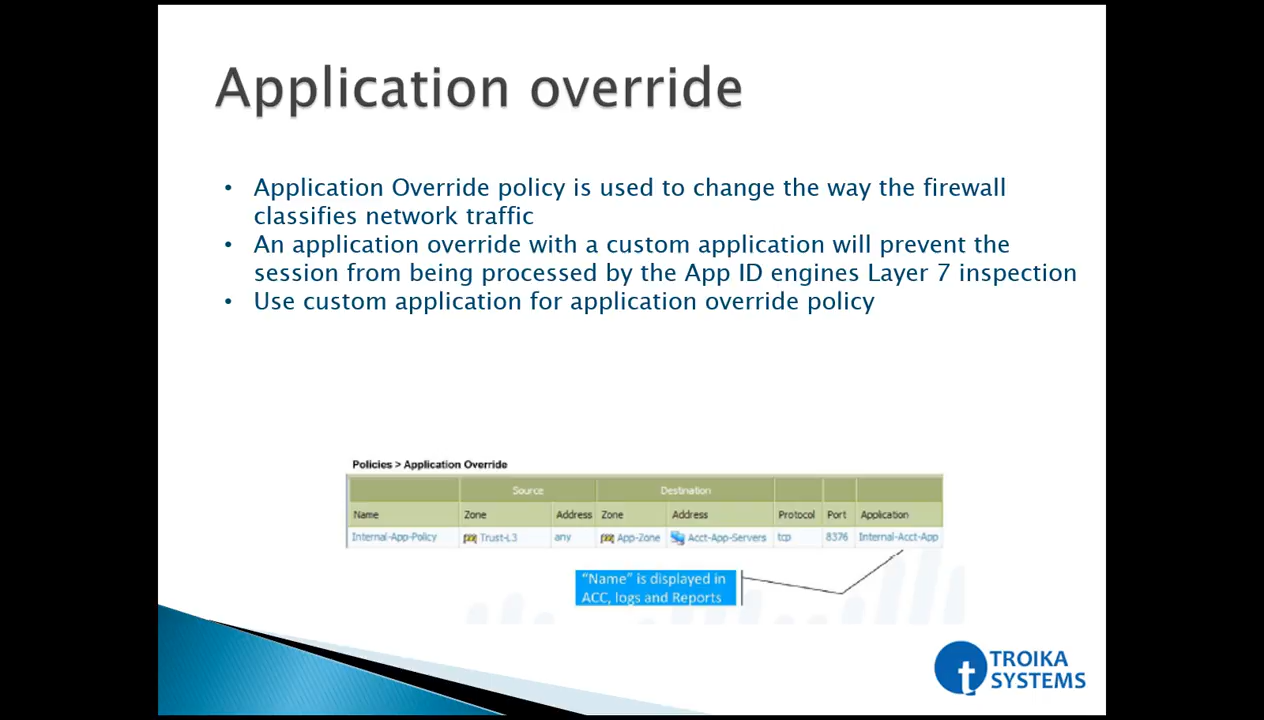 Application override
• Application Override policy is used to change the way the firewall
classifies network traffic
• An application override with a custom application will prevent the
session from being processed by the App ID engines Layer 7 inspection
• Use custom application for application override policy
Policies > Application Override
Source Destination
Name Zone Address Zone Address Protocol Port Application
Internal-App-Policy Trust-L3 any App-Zone Acct-App-Servers tcp 8376 Internal-Acct-App
"Name" is displayed in
ACC, logs and Reports
t TROIKA
SYSTEMS